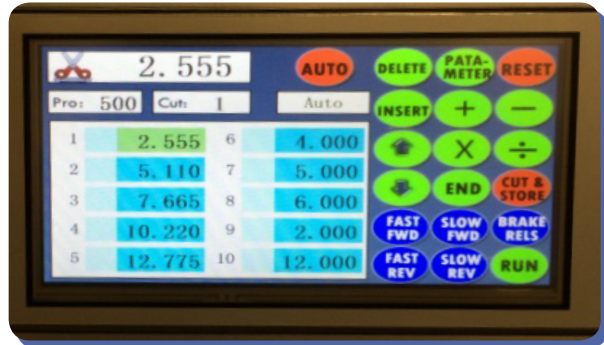 2.555 AUTO DELETE PATA-METER RESET
Pro: 500 Cut: 1 Auto INSERT + −
1 2.555 6 4.000 X ÷
2 5.110 7 5.000 END CUT & STORE
3 7.665 8 6.000
4 10.220 9 2.000 FAST FWD SLOW FWD BRAKE RELS
5 12.775 10 12.000 FAST REV SLOW REV RUN